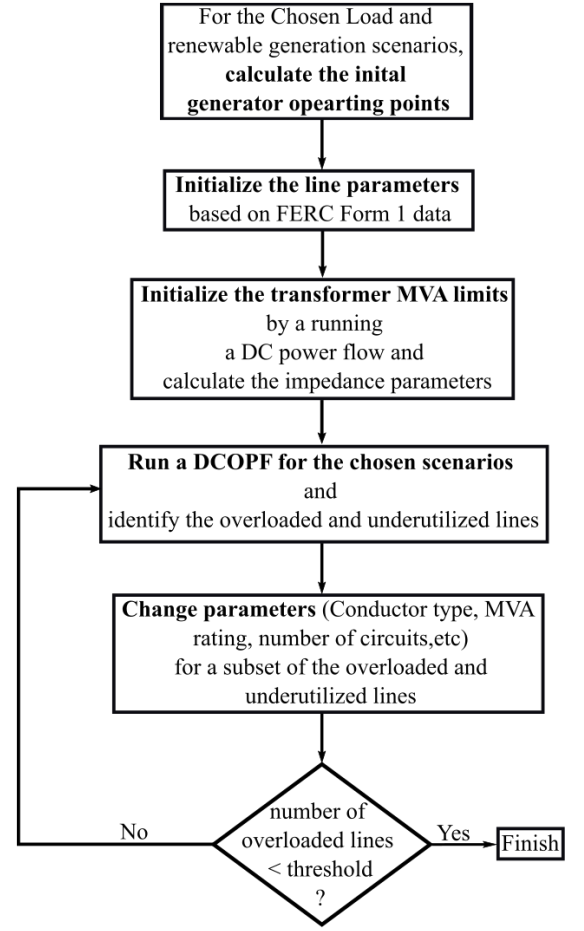 For the Chosen Load and
renewable generation scenarios,
calculate the inital
generator opearting points
Initialize the line parameters
based on FERC Form 1 data
Initialize the transformer MVA limits
by a running
a DC power flow and
calculate the impedance parameters
Run a DCOPF for the chosen scenarios
and
identify the overloaded and underutilized lines
Change parameters (Conductor type, MVA
rating, number of circuits,etc)
for a subset of the overloaded and
underutilized lines
number of
overloaded lines
< threshold
?
No
Yes
Finish